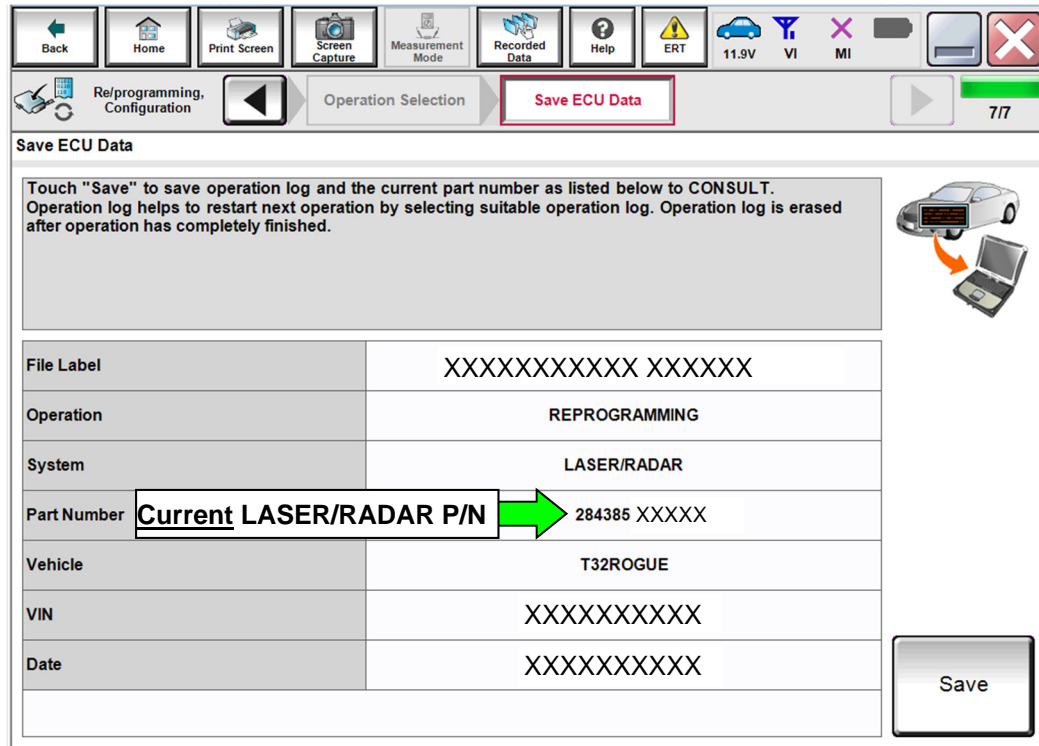 Back
Home
Print Screen
Screen
Capture
Measurement
Mode
Recorded
Data
Help
ERT
11.9V
VI
MI
Re/programming,
Configuration
Operation Selection
Save ECU Data
7/7
Save ECU Data
Touch "Save" to save operation log and the current part number as listed below to CONSULT.
Operation log helps to restart next operation by selecting suitable operation log. Operation log is erased
after operation has completely finished.
File Label
XXXXXXXXXXX XXXXXX
Operation
REPROGRAMMING
System
LASER/RADAR
Part Number
Current LASER/RADAR P/N
284385 XXXXX
Vehicle
T32ROGUE
VIN
XXXXXXXXXX
Date
XXXXXXXXXX
Save